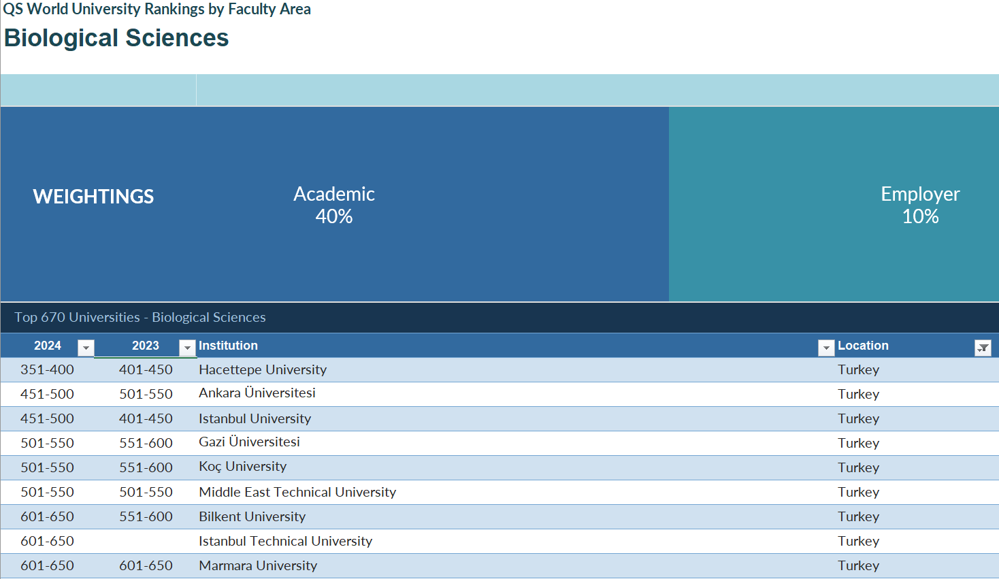 QS World University Rankings by Faculty Area
Biological Sciences
WEIGHTINGS
Academic
40%
Employer
10%
Top 670 Universities - Biological Sciences
2024 2023 Institution Location
351-400 401-450 Hacettepe University Turkey
451-500 501-550 Ankara Üniversitesi Turkey
451-500 401-450 Istanbul University Turkey
501-550 551-600 Gazi Üniversitesi Turkey
501-550 551-600 Koç University Turkey
501-550 501-550 Middle East Technical University Turkey
601-650 551-600 Bilkent University Turkey
601-650 Istanbul Technical University Turkey
601-650 601-650 Marmara University Turkey